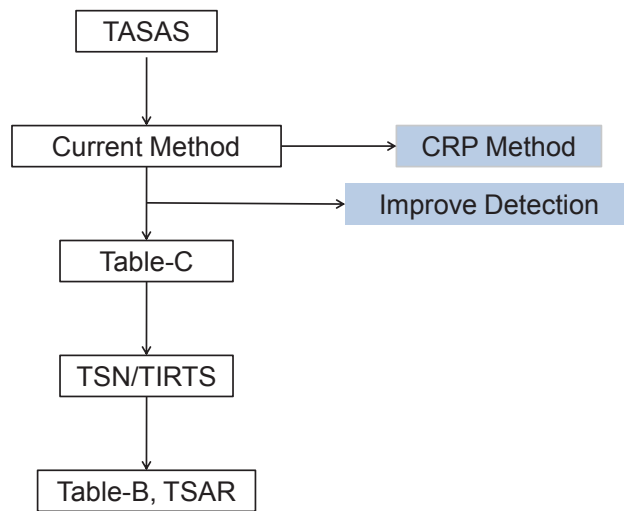 TASAS
Current Method
CRP Method
Improve Detection
Table-C
TSN/TIRTS
Table-B, TSAR